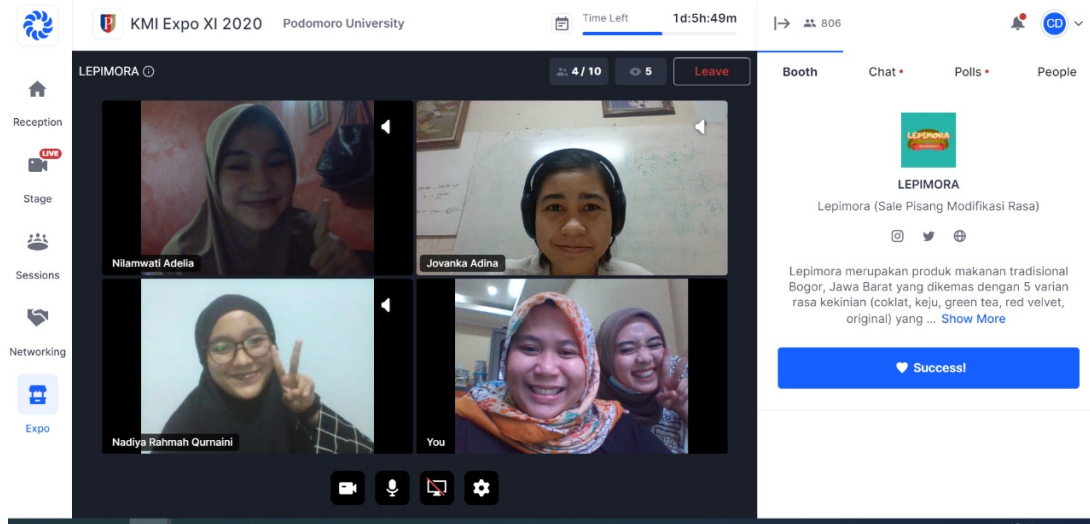 KMI Expo XI 2020
Podomoro University
Time Left
1d:5h:49m
806
CD
Reception
LIVE
Stage
Sessions
Networking
Expo
LEPIMORA
4 / 10
5
Leave
Nilamwati Adelia
Jovanka Adina
Nadiya Rahmah Qurnaini
You
Booth
Chat
Polls
People
LEPIMORA
LEPIMORA
Lepimora (Sale Pisang Modifikasi Rasa)
Lepimora merupakan produk makanan tradisional
Bogor, Jawa Barat yang dikemas dengan 5 varian
rasa kekinian (coklat, keju, green tea, red velvet,
original) yang ... Show More
Success!